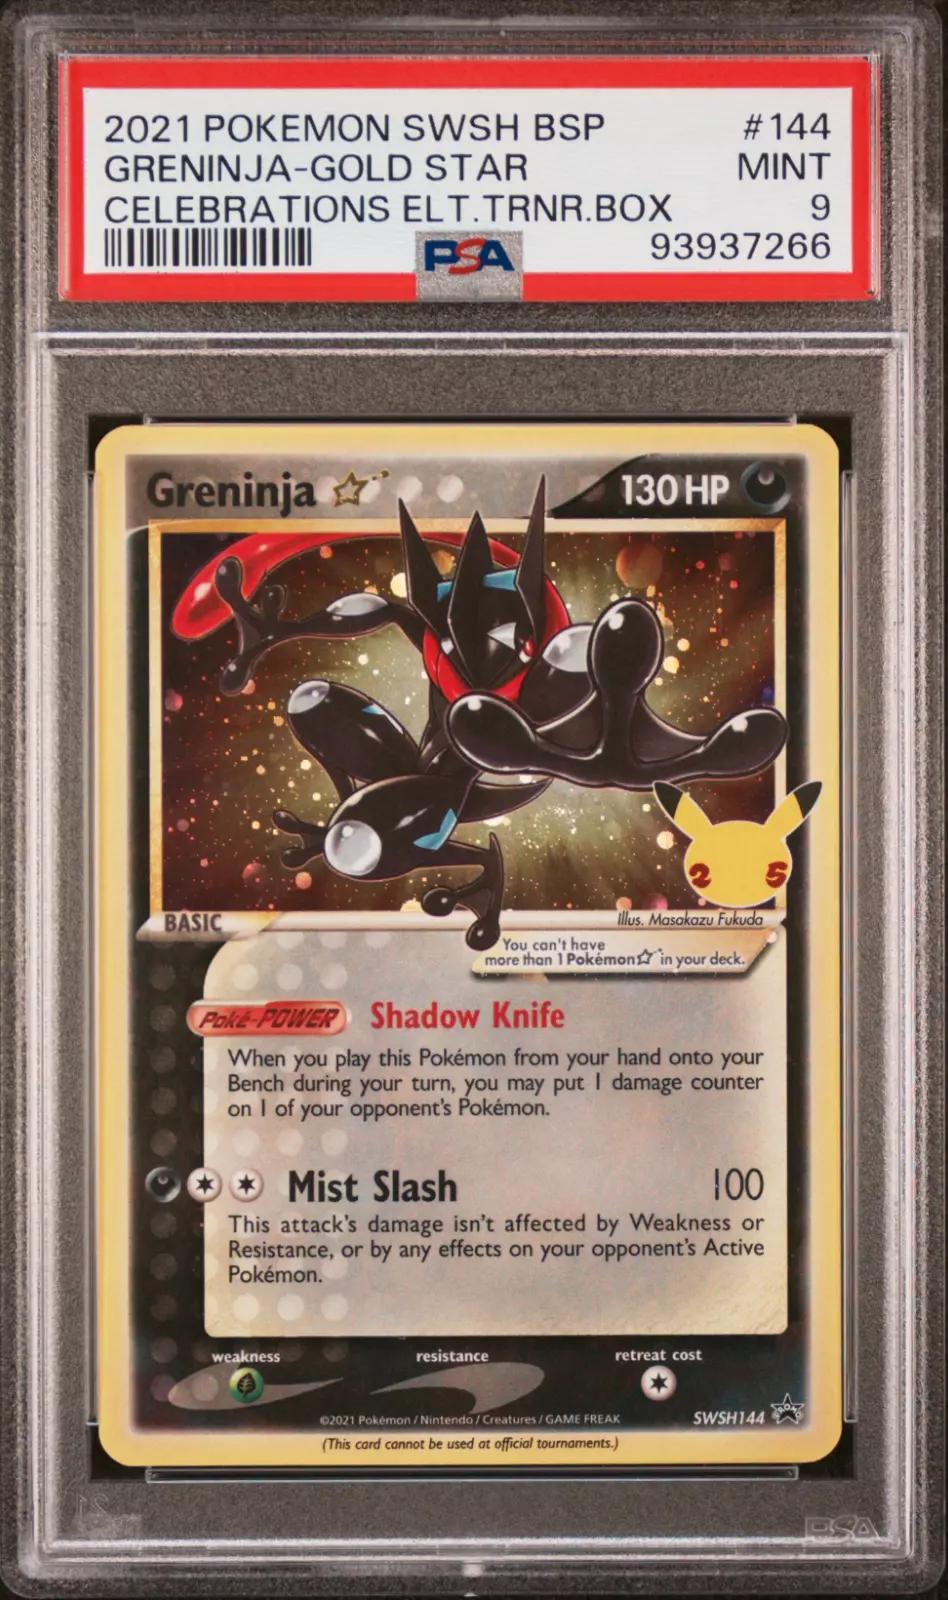 2021 POKEMON SWSH BSP #144
GRENINJA-GOLD STAR MINT
CELEBRATIONS ELT.TRNR.BOX 9
PSA 93937266
Greninja ☆ 130 HP
25
BASIC
Illus. Masakazu Fukuda
You can't have
more than 1 Pokémon☆ in your deck.
Poké-POWER Shadow Knife
When you play this Pokémon from your hand onto your
Bench during your turn, you may put 1 damage counter
on 1 of your opponent's Pokémon.
Mist Slash 100
This attack's damage isn't affected by Weakness or
Resistance, or by any effects on your opponent's Active
Pokémon.
weakness resistance retreat cost
©2021 Pokémon / Nintendo / Creatures / GAME FREAK SWSH144 PROMO
(This card cannot be used at official tournaments.)
PSA